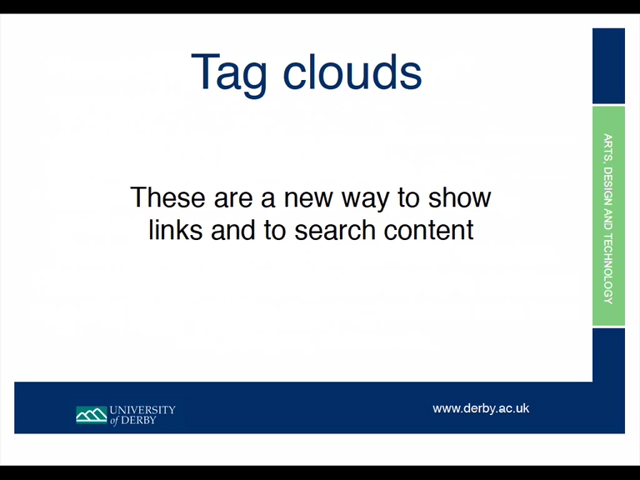 Tag clouds
These are a new way to show
links and to search content
ARTS, DESIGN AND TECHNOLOGY
UNIVERSITY
of DERBY
www.derby.ac.uk